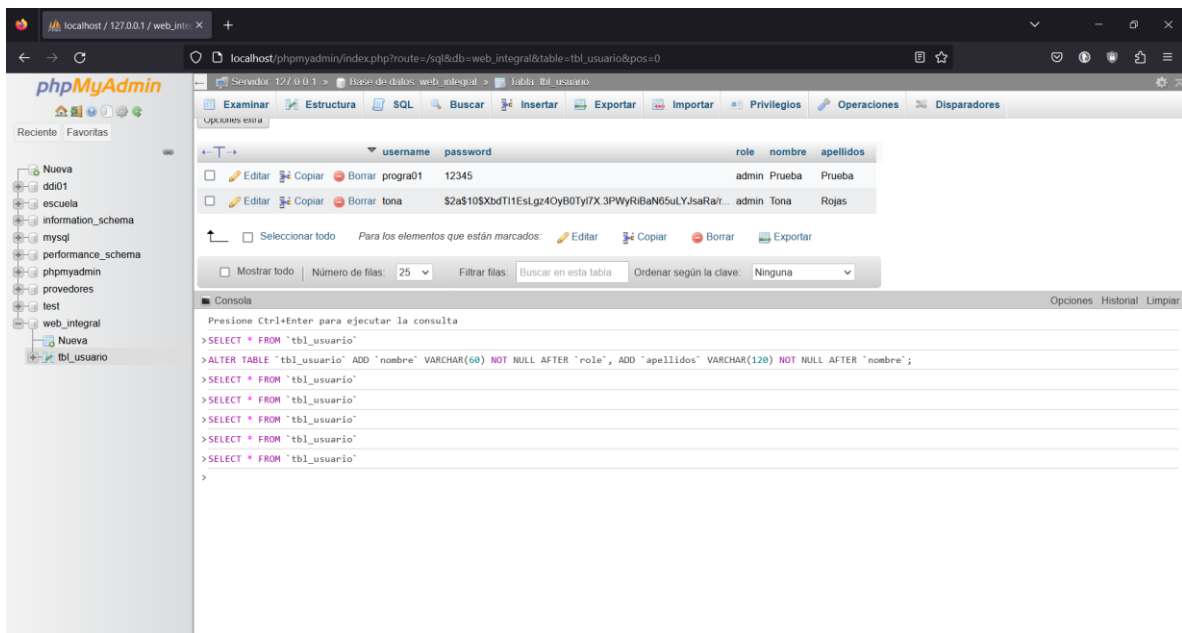 localhost / 127.0.0.1 / web_inte
localhost/phpmyadmin/index.php?route=/sql&db=web_integral&table=tbl_usuario&pos=0
phpMyAdmin
Reciente Favoritas
Nueva
ddi01
escuela
information_schema
mysql
performance_schema
phpmyadmin
provedores
test
web_integral
Nueva
tbl_usuario
Servidor: 127.0.0.1 » Base de datos: web_integral » Tabla: tbl_usuario
Examinar Estructura SQL Buscar Insertar Exportar Importar Privilegios Operaciones Disparadores
Opciones extra
username password role nombre apellidos
Editar Copiar Borrar progra01 12345 admin Prueba Prueba
Editar Copiar Borrar tona $2a$10$XbdTI1EsLgz4OyB0Tyl7X.3PWyRiBaN65uLYJsaRa/r... admin Tona Rojas
Seleccionar todo Para los elementos que están marcados: Editar Copiar Borrar Exportar
Mostrar todo Número de filas: 25 Filtrar filas: Buscar en esta tabla Ordenar según la clave: Ninguna
Consola Opciones Historial Limpiar
Presione Ctrl+Enter para ejecutar la consulta
>SELECT * FROM `tbl_usuario`
>ALTER TABLE `tbl_usuario` ADD `nombre` VARCHAR(60) NOT NULL AFTER `role`, ADD `apellidos` VARCHAR(120) NOT NULL AFTER `nombre`;
>SELECT * FROM `tbl_usuario`
>SELECT * FROM `tbl_usuario`
>SELECT * FROM `tbl_usuario`
>SELECT * FROM `tbl_usuario`
>SELECT * FROM `tbl_usuario`
>